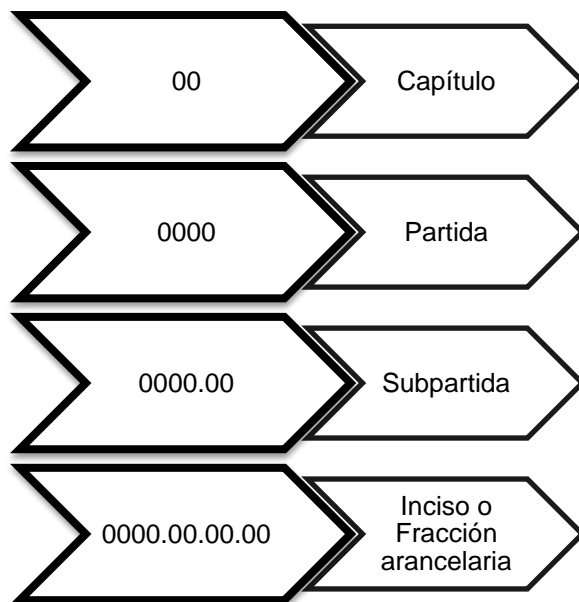 00
Capítulo
0000
Partida
0000.00
Subpartida
0000.00.00.00
Inciso o
Fracción
arancelaria